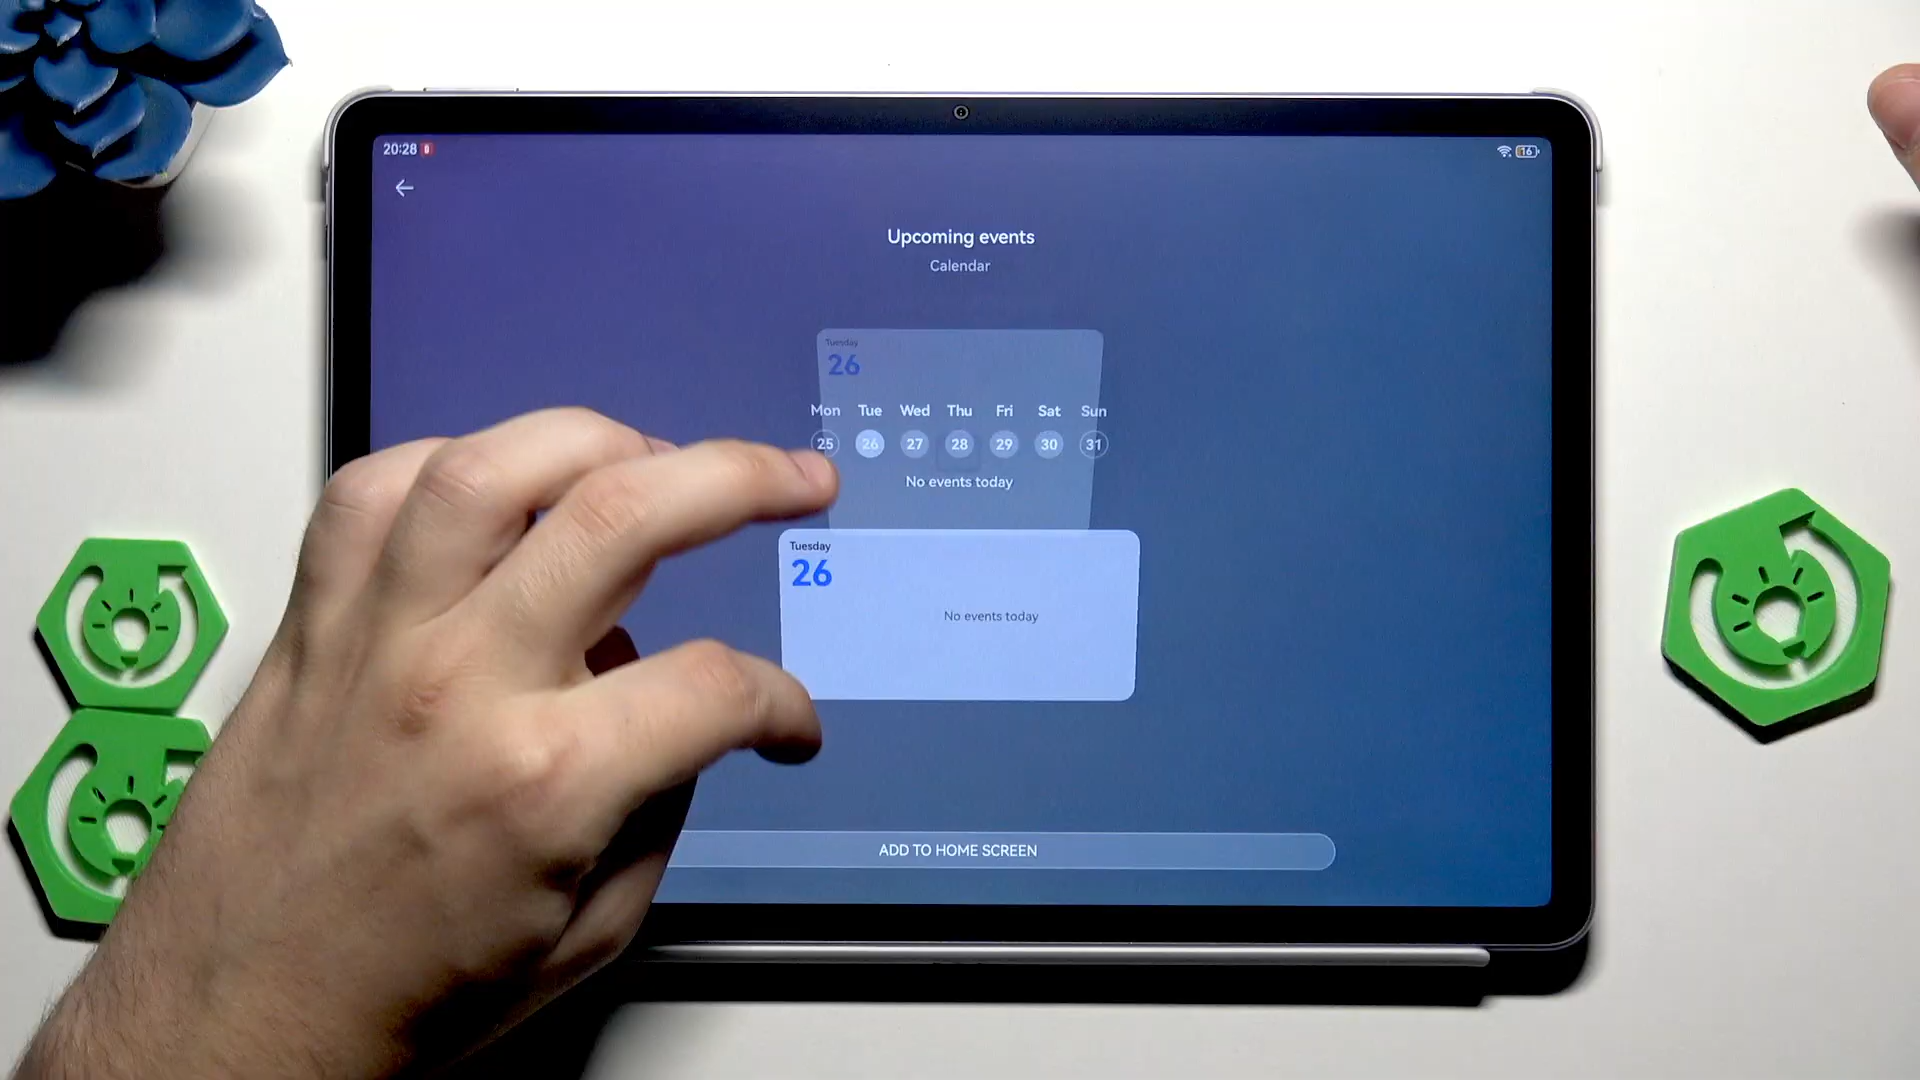 20:28
16
Upcoming events
Calendar
Tuesday
26
Mon Tue Wed Thu Fri Sat Sun
25 26 27 28 29 30 31
No events today
Tuesday
26
No events today
ADD TO HOME SCREEN